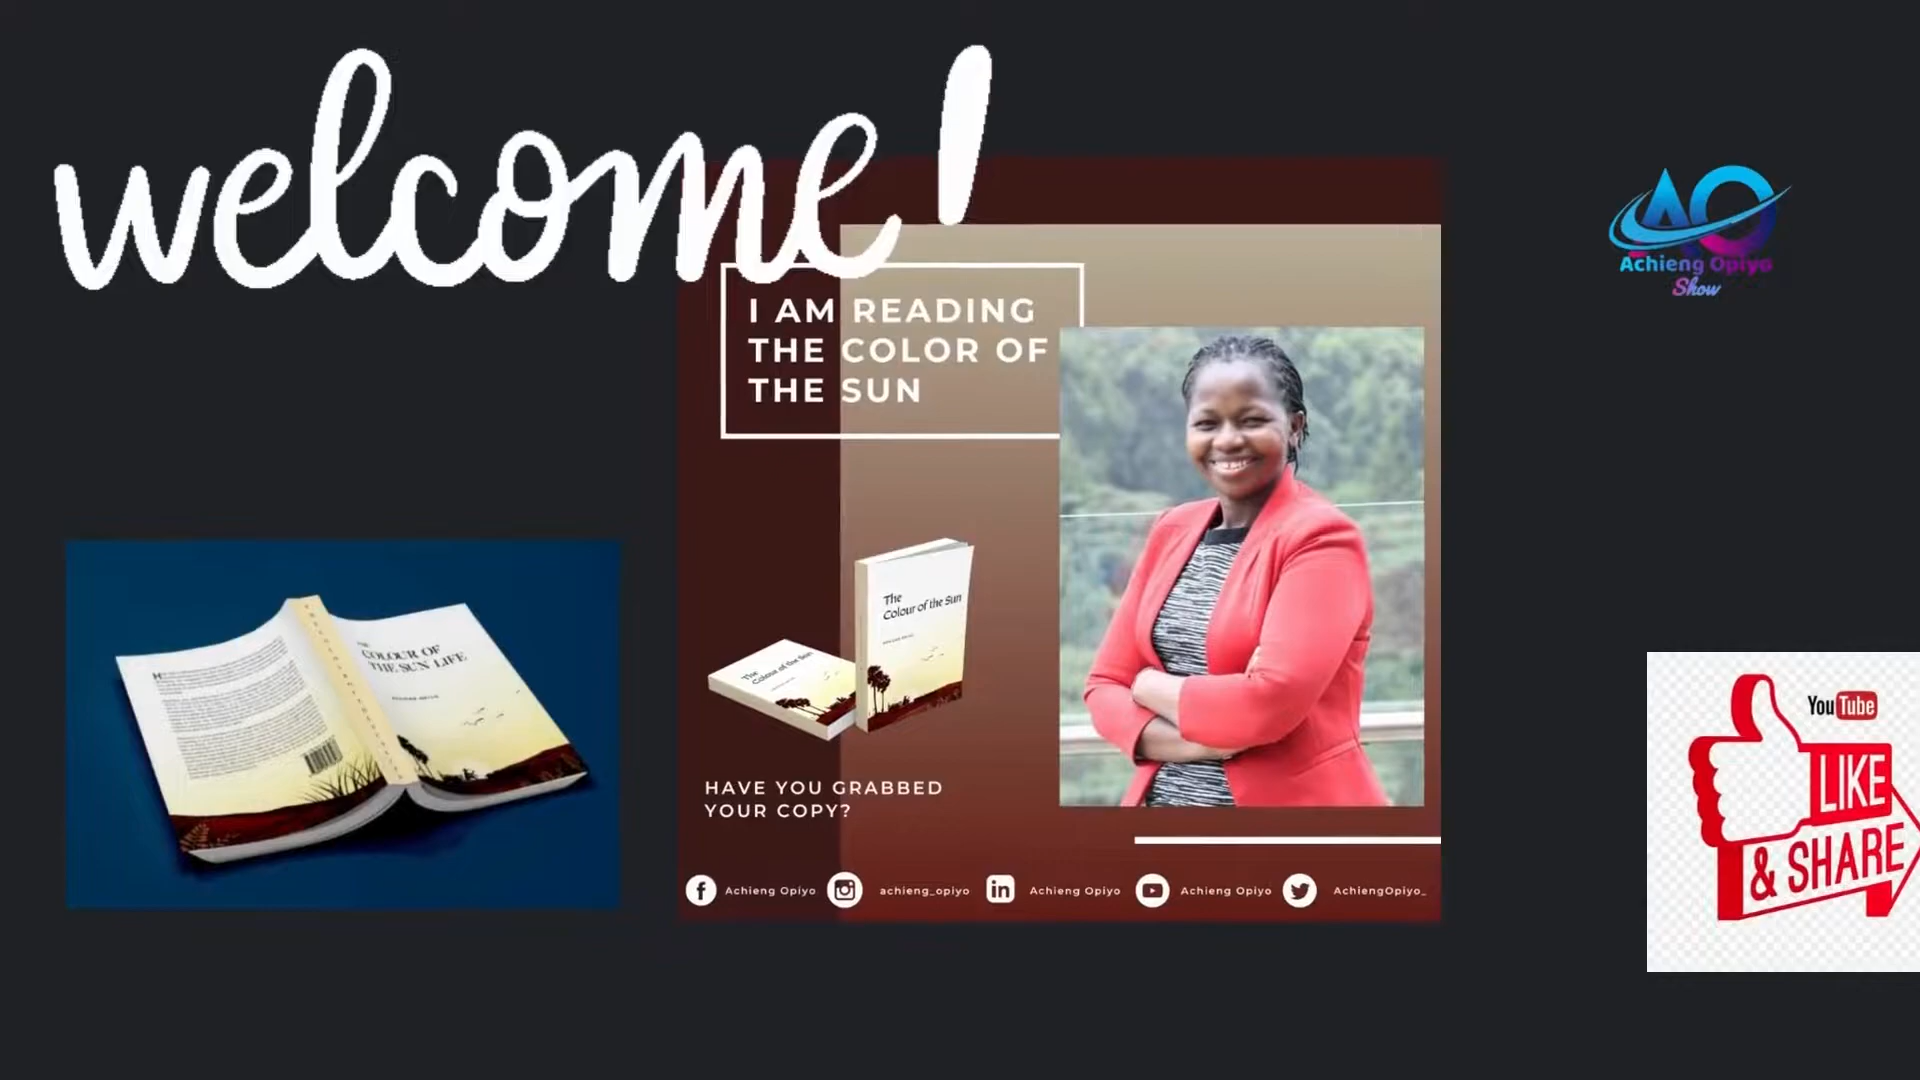 welcome!
AO
Achieng Opiyo
Show
I AM READING
THE COLOR OF
THE SUN
The
Colour of the Sun
The
Colour of the Sun
COLOUR OF
THE SUN LIFE
HAVE YOU GRABBED
YOUR COPY?
Achieng Opiyo
achieng_opiyo
in
Achieng Opiyo
Achieng Opiyo
AchiengOpiyo_
YouTube
LIKE
& SHARE